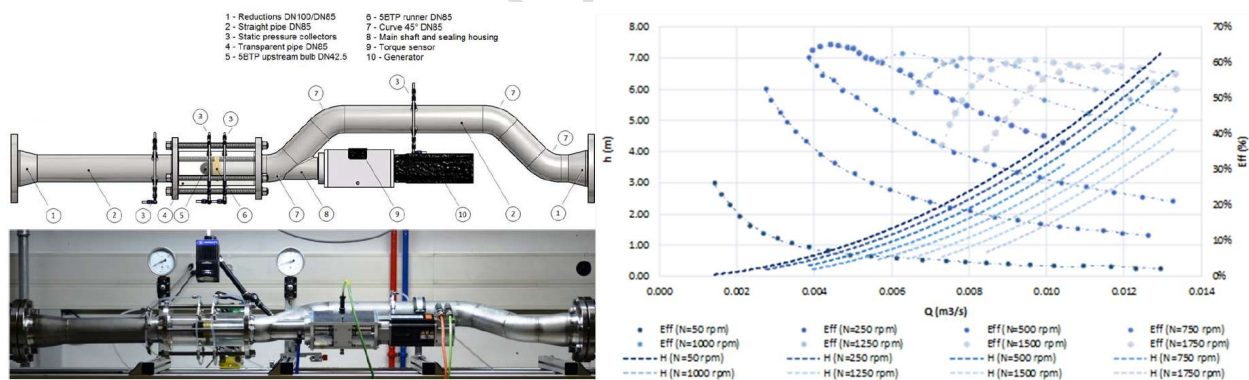 1 - Reductions DN100/DN85
2 - Straight pipe DN85
3 - Static pressure collectors
4 - Transparent pipe DN85
5 - 5BTP upstream bulb DN42.5
6 - 5BTP runner DN85
7 - Curve 45° DN85
8 - Main shaft and sealing housing
9 - Torque sensor
10 - Generator
3
7
7
3
5
7
1
2
3
4
5
6
7
8
9
10
2
1
h (m)
7.00
6.00
5.00
4.00
3.00
2.00
1.00
0.00
0.000
0.002
0.004
0.006
0.008
0.010
0.012
0.014
Q (m3/s)
70%
60%
50%
40%
30%
20%
10%
0%
Eff (%)
Eff (N=50 rpm)
Eff (N=250 rpm)
Eff (N=500 rpm)
Eff (N=750 rpm)
Eff (N=1000 rpm)
Eff (N=1250 rpm)
Eff (N=1500 rpm)
Eff (N=1750 rpm)
H (N=50 rpm)
H (N=250 rpm)
H (N=500 rpm)
H (N=750 rpm)
H (N=1000 rpm)
H (N=1250 rpm)
H (N=1500 rpm)
H (N=1750 rpm)